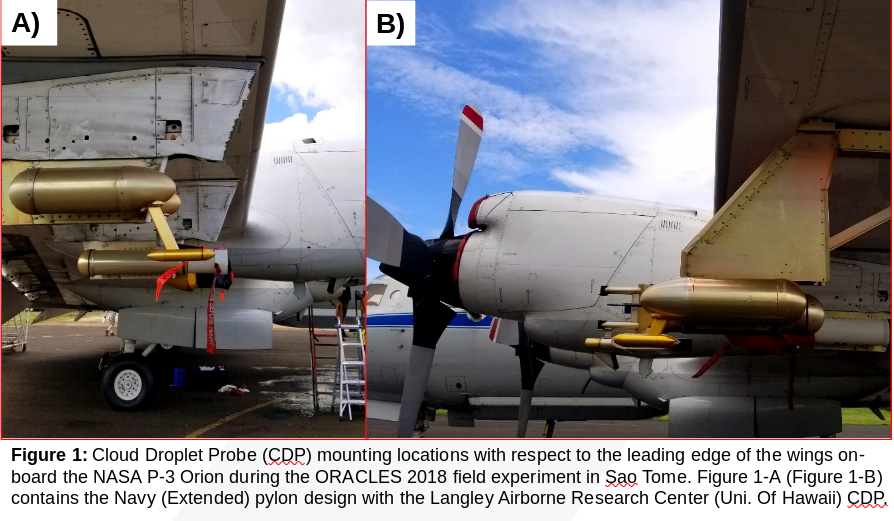 A)
B)
Figure 1: Cloud Droplet Probe (CDP) mounting locations with respect to the leading edge of the wings on-
board the NASA P-3 Orion during the ORACLES 2018 field experiment in Sao Tome. Figure 1-A (Figure 1-B)
contains the Navy (Extended) pylon design with the Langley Airborne Research Center (Uni. Of Hawaii) CDP.